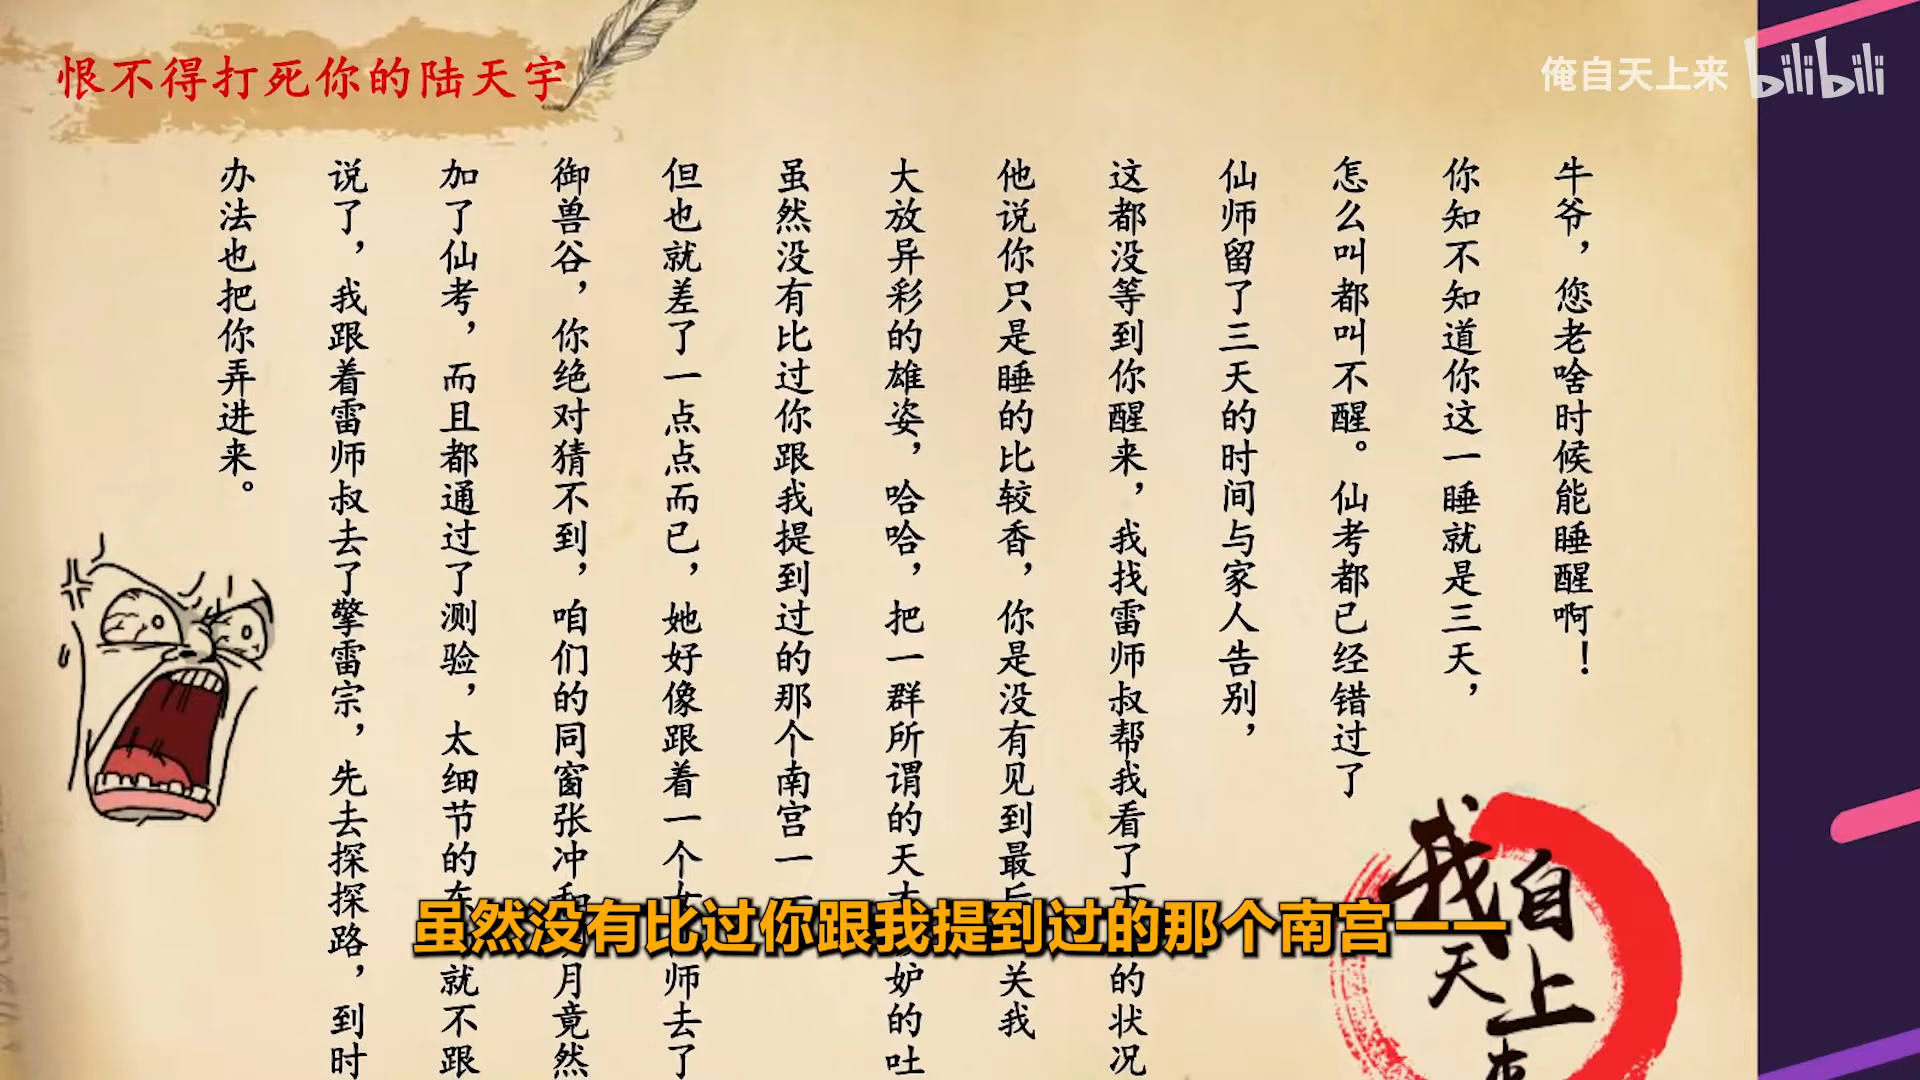 恨不得打死你的陆天宇
俺自天上来 bilibili
牛爷，您老啥时候能睡醒啊！
你知不知道你这一睡就是三天，
怎么叫都叫不醒。仙考都已经错过了
仙师留了三天的时间与家人告别，
这都没等到你醒来，我找雷师叔帮我看了下的状况
他说你只是睡的比较香，你是没有见到最后关我
大放异彩的雄姿，哈哈，把一群所谓的天妒的吐
虽然没有比过你跟我提到过的那个南宫一
但也就差了一点点而已，她好像跟着一个女师去了
御兽谷，你绝对猜不到，咱们的同窗张冲和月竟然
加了仙考，而且都通过了测验，太细节的东就不跟
说了，我跟着雷师叔去了擎雷宗，先去探探路，到时
办法也把你弄进来。
我自天上来
虽然没有比过你跟我提到过的那个南宫一一